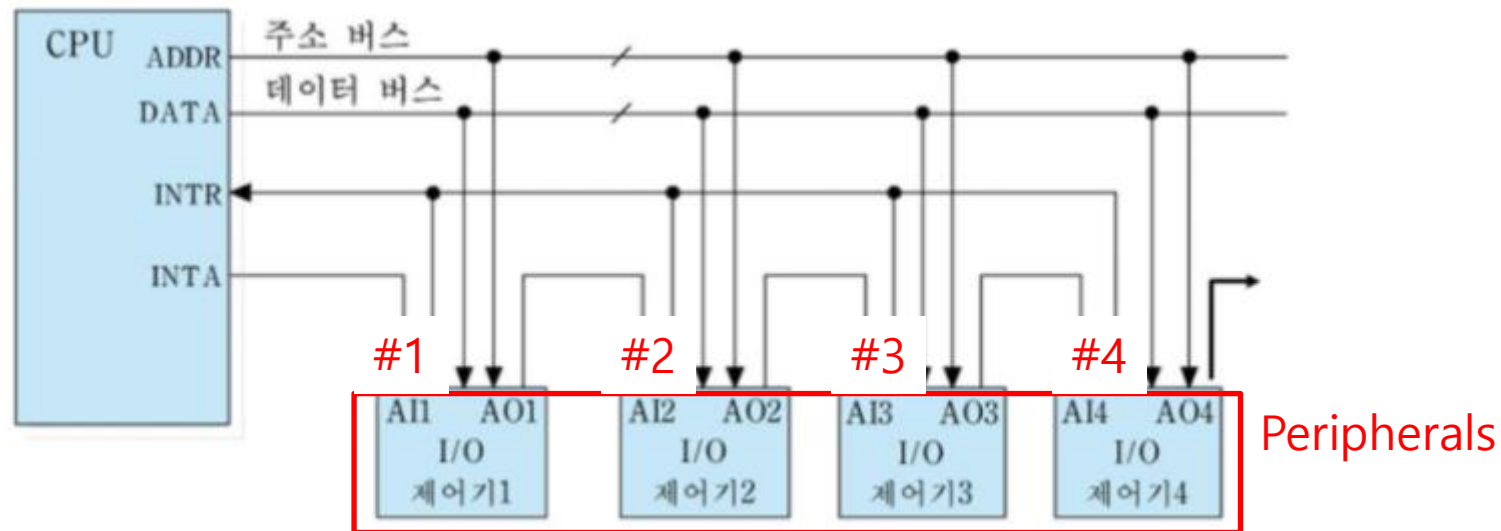 CPU
ADDR
주소 버스
DATA
데이터 버스
INTR
INTA
#1 #2 #3 #4
AI1 AO1 AI2 AO2 AI3 AO3 AI4 AO4
I/O I/O I/O I/O
제어기1 제어기2 제어기3 제어기4
Peripherals